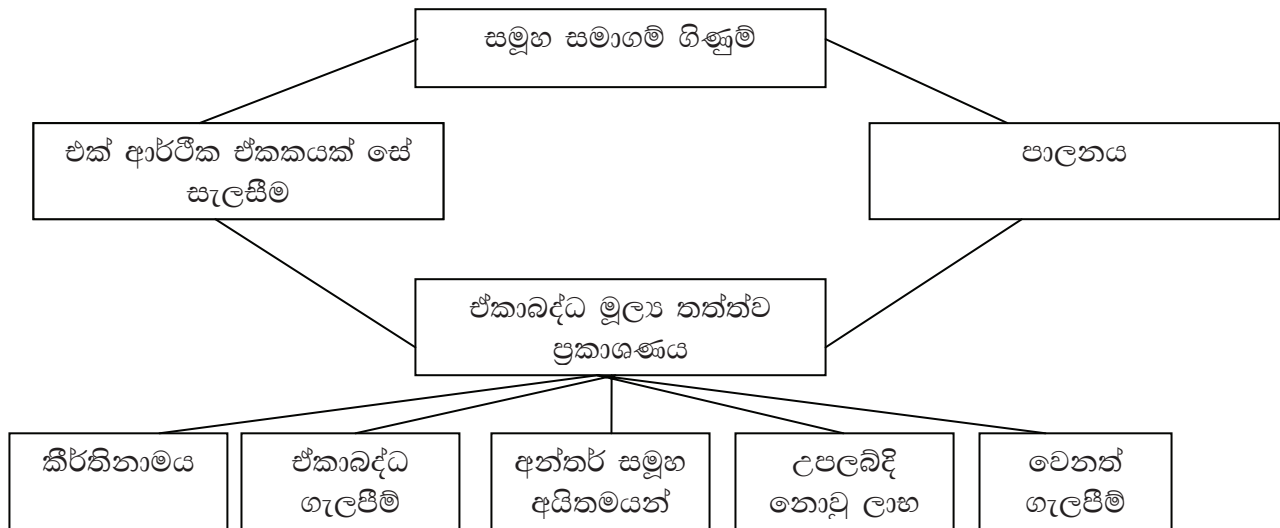 සමූහ සමාගම් ගිණුම්
එක් ආර්ථික ඒකකයක් සේ
සැලසීම
පාලනය
ඒකාබද්ධ මූල්‍ය තත්ත්ව
ප්‍රකාශණය
කීර්තිනාමය
ඒකාබද්ධ
ගැලපීම්
අන්තර් සමූහ
අයිතමයන්
උපලබ්දි
නොවූ ලාභ
වෙනත්
ගැලපීම්